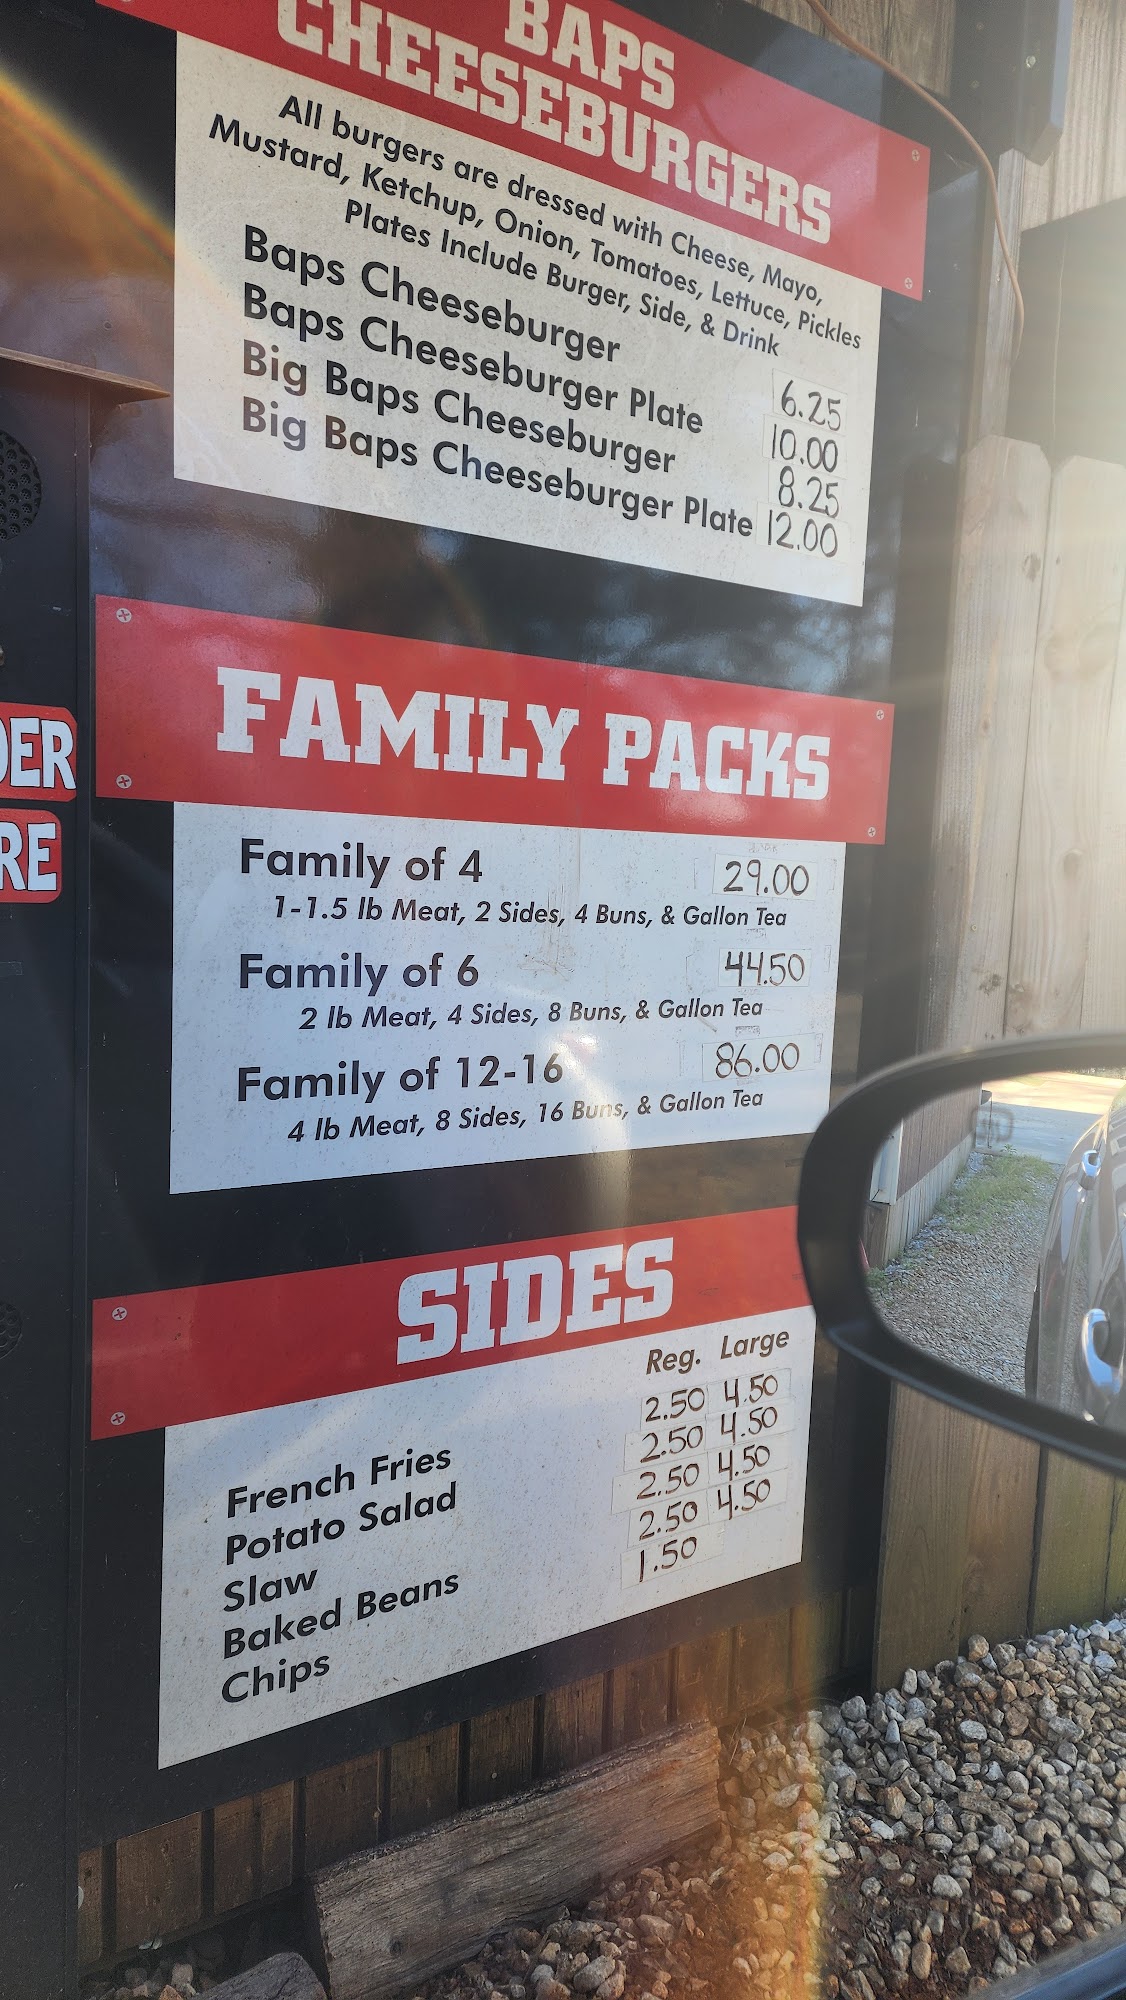 BAPS
CHEESEBURGERS
All burgers are dressed with Cheese, Mayo,
Mustard, Ketchup, Onion, Tomatoes, Lettuce, Pickles
Plates Include Burger, Side, & Drink
Baps Cheeseburger 6.25
Baps Cheeseburger Plate 10.00
Big Baps Cheeseburger 8.25
Big Baps Cheeseburger Plate 12.00
DER
RE
FAMILY PACKS
Family of 4 29.00
1-1.5 lb Meat, 2 Sides, 4 Buns, & Gallon Tea
Family of 6 44.50
2 lb Meat, 4 Sides, 8 Buns, & Gallon Tea
Family of 12-16 86.00
4 lb Meat, 8 Sides, 16 Buns, & Gallon Tea
SIDES
Reg. Large
French Fries 2.50 4.50
Potato Salad 2.50 4.50
Slaw 2.50 4.50
Baked Beans 2.50 4.50
Chips 1.50